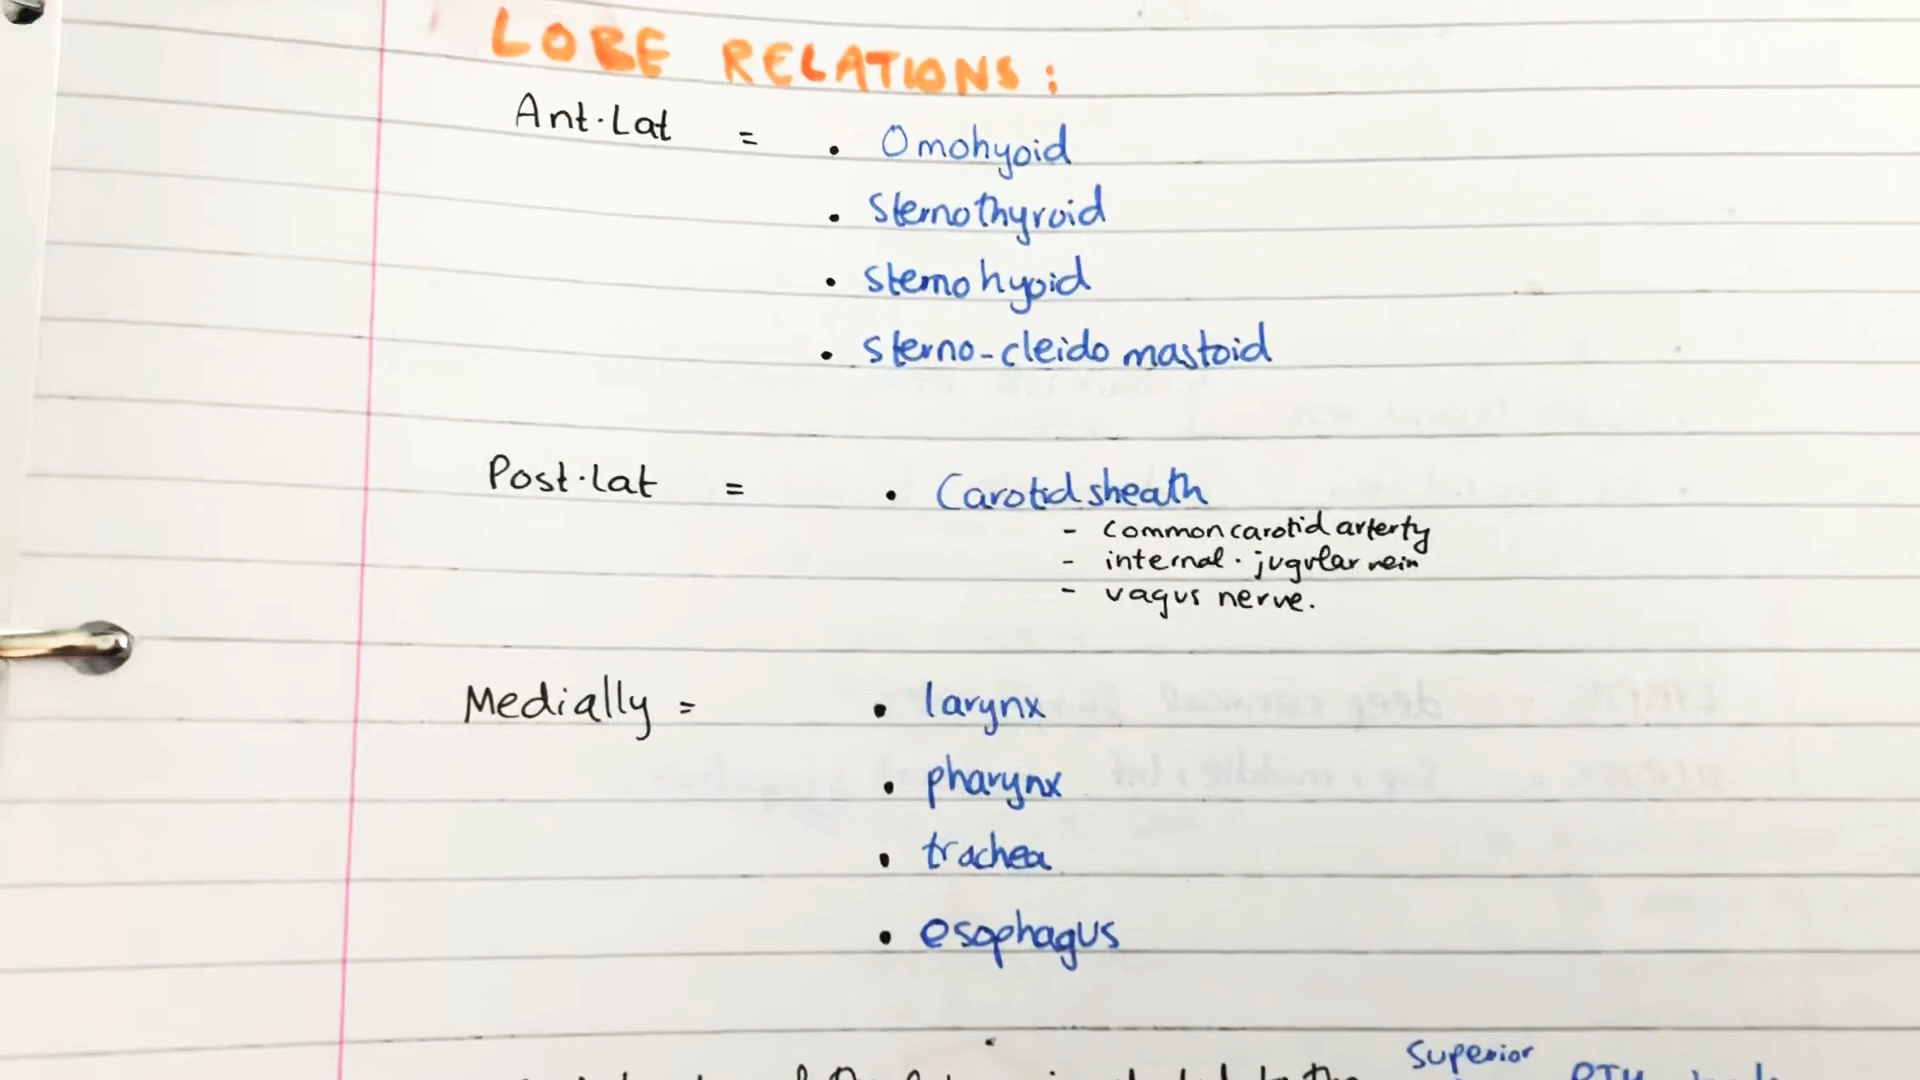 LOBE RELATIONS:
Ant.Lat = • Omohyoid
• Sternothyroid
• Sternohyoid
• Sterno-cleido mastoid
Post.lat = • Carotid sheath
- common carotid arterty
- internal. jugular vein
- vagus nerve.
Medially = • larynx
• pharynx
• trachea
• esophagus
Superior